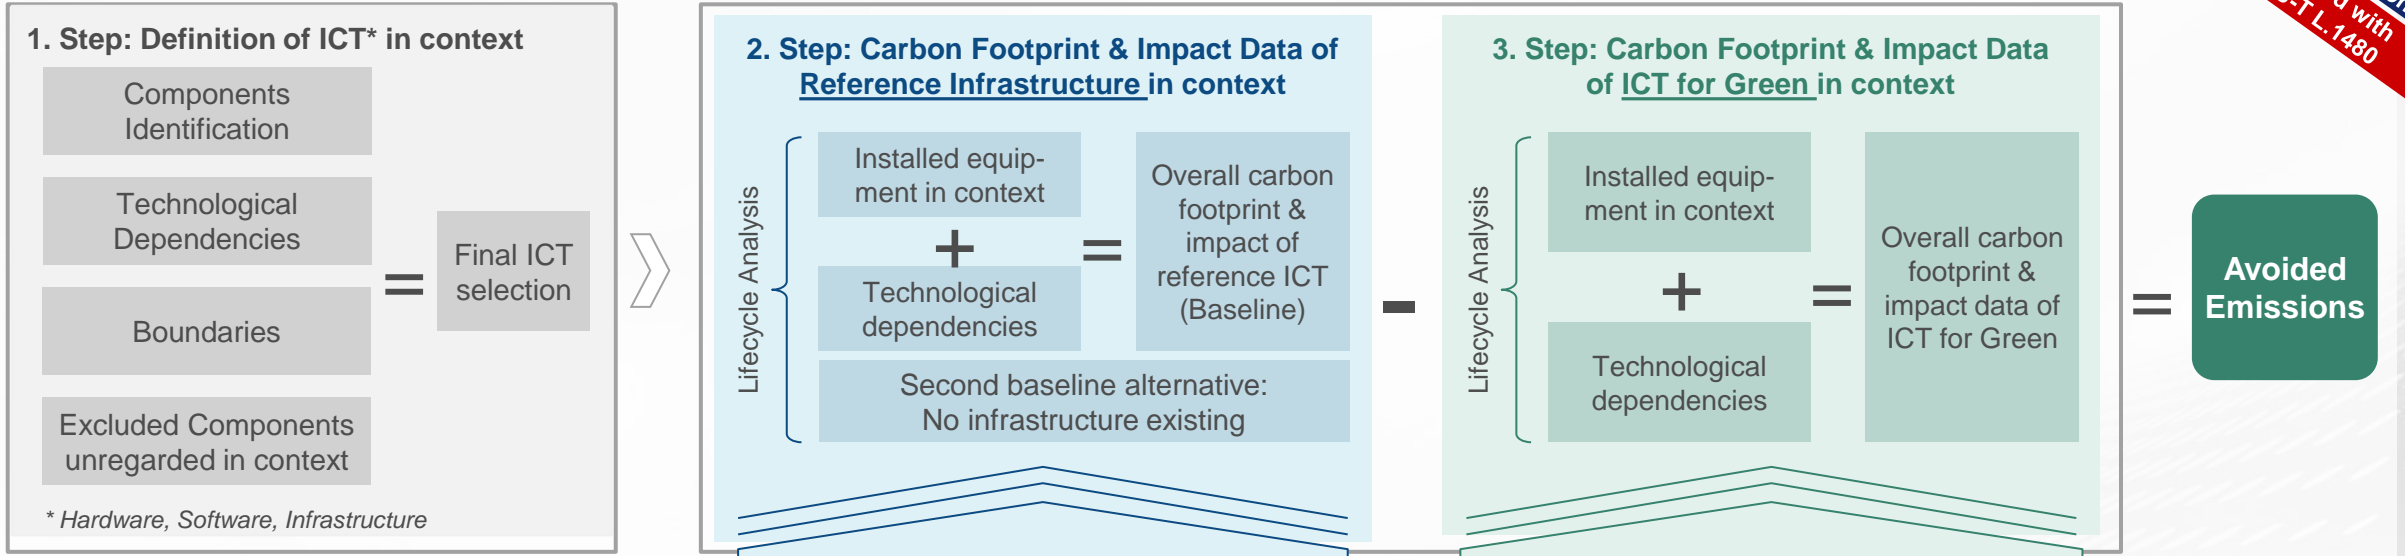 1. Step: Definition of ICT* in context
Components
Identification
Technological
Dependencies
Boundaries
Excluded Components
unregarded in context
* Hardware, Software, Infrastructure
=
Final ICT
selection
2. Step: Carbon Footprint & Impact Data of
Reference Infrastructure in context
Lifecycle Analysis
Installed equip-
ment in context
+
Technological
dependencies
=
Overall carbon
footprint &
impact of
reference ICT
(Baseline)
Second baseline alternative:
No infrastructure existing
-
3. Step: Carbon Footprint & Impact Data
of ICT for Green in context
Lifecycle Analysis
Installed equip-
ment in context
+
Technological
dependencies
=
Overall carbon
footprint &
impact data of
ICT for Green
=
Avoided
Emissions
with
L.1480